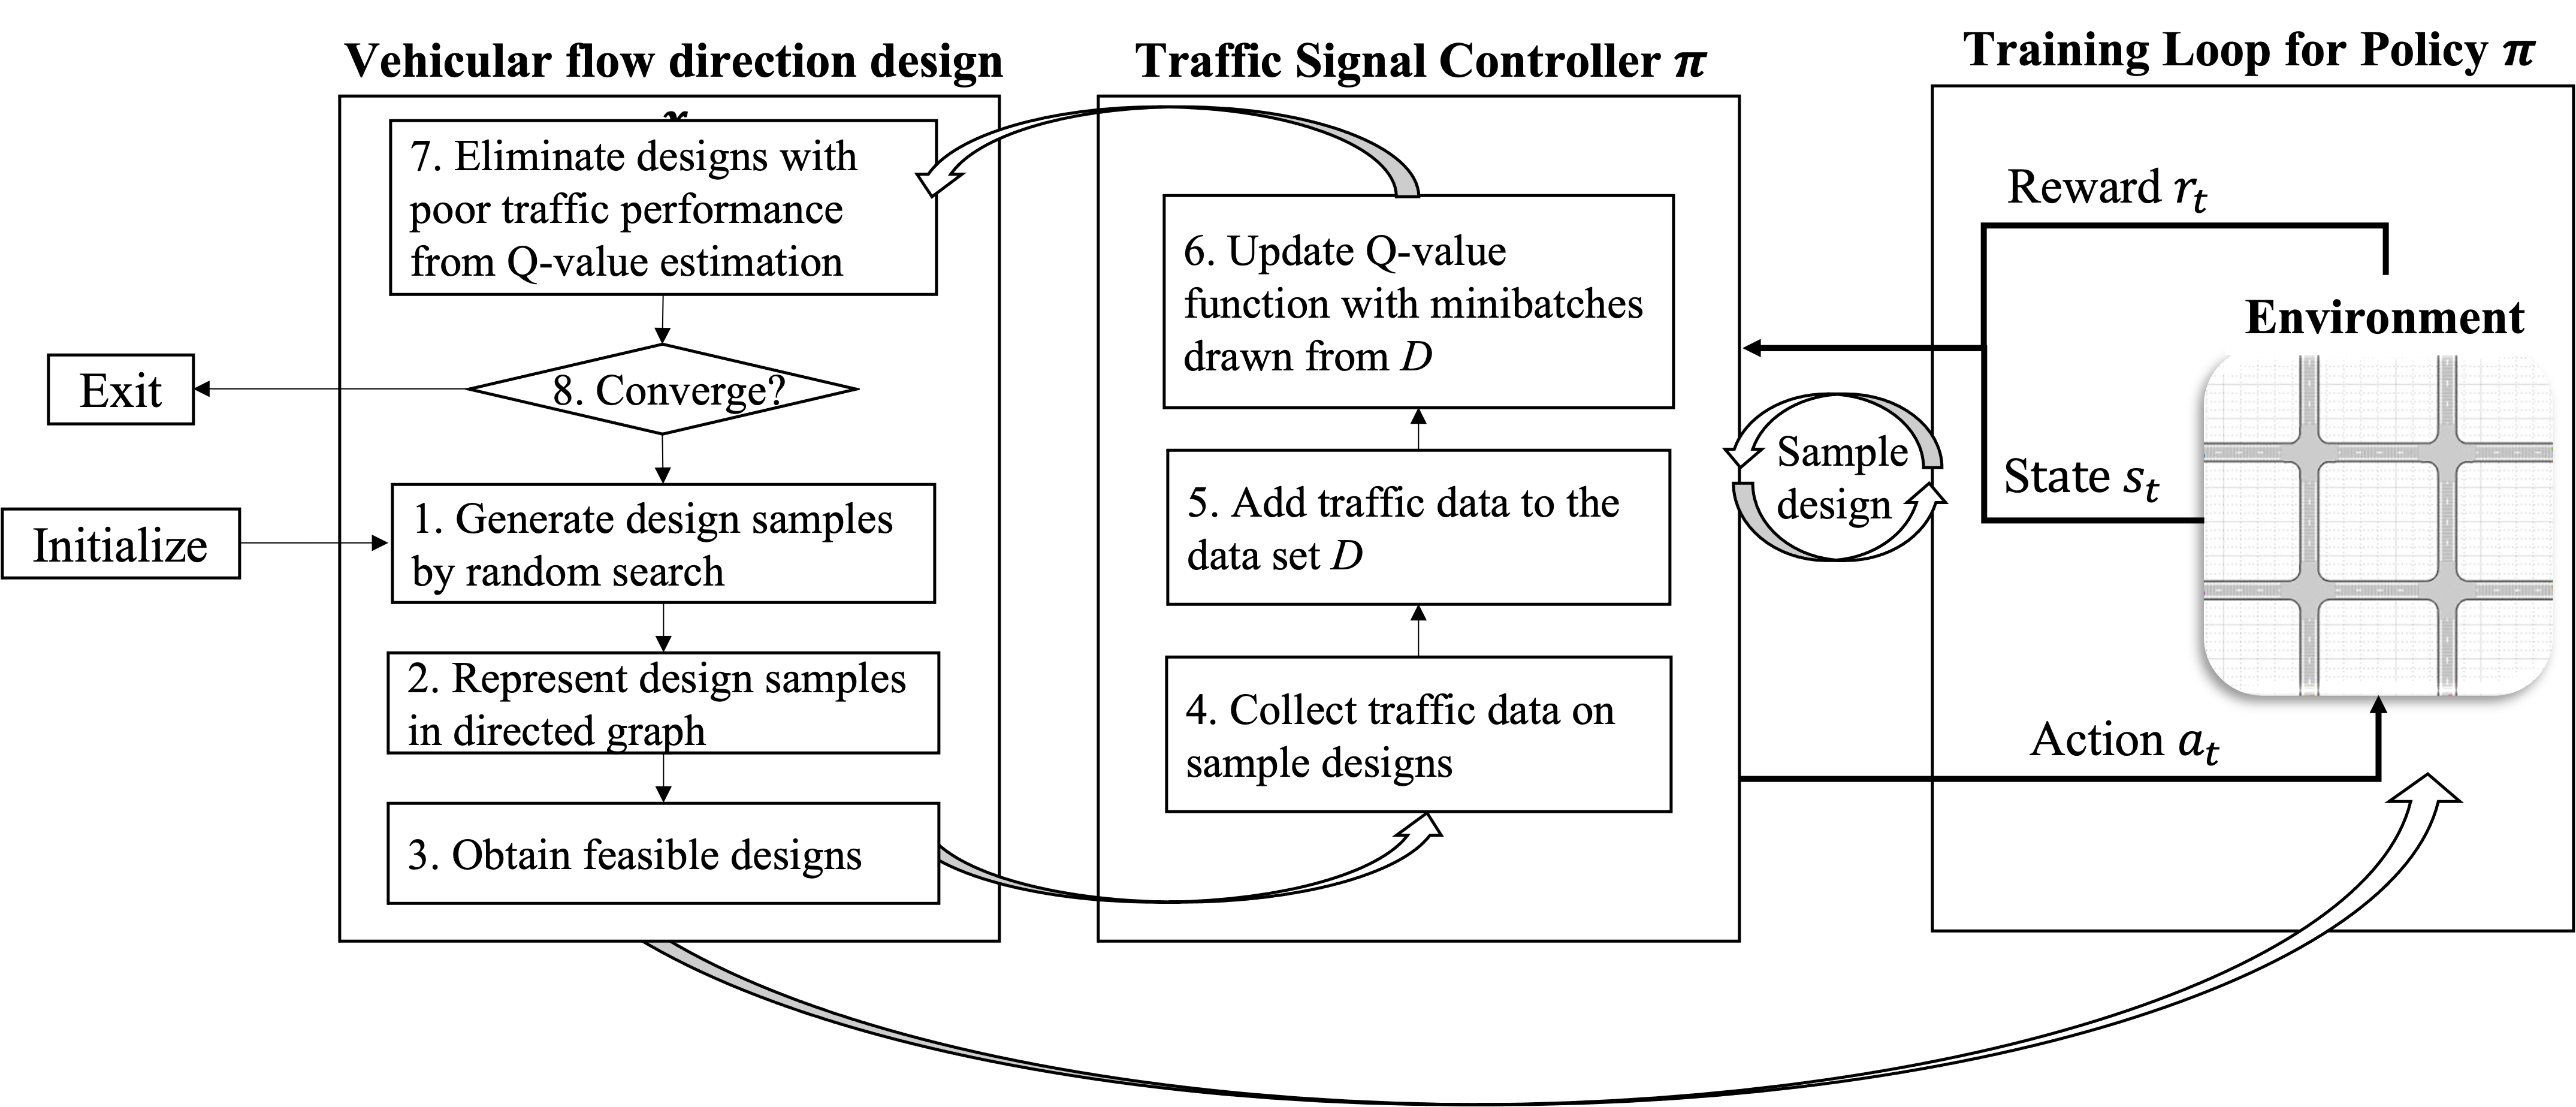 Vehicular flow direction design
x
7. Eliminate designs with
poor traffic performance
from Q-value estimation
8. Converge?
Exit
Initialize
1. Generate design samples
by random search
2. Represent design samples
in directed graph
3. Obtain feasible designs
Traffic Signal Controller π
6. Update Q-value
function with minibatches
drawn from D
5. Add traffic data to the
data set D
4. Collect traffic data on
sample designs
Sample
design
Training Loop for Policy π
Reward rₜ
Environment
State sₜ
Action aₜ